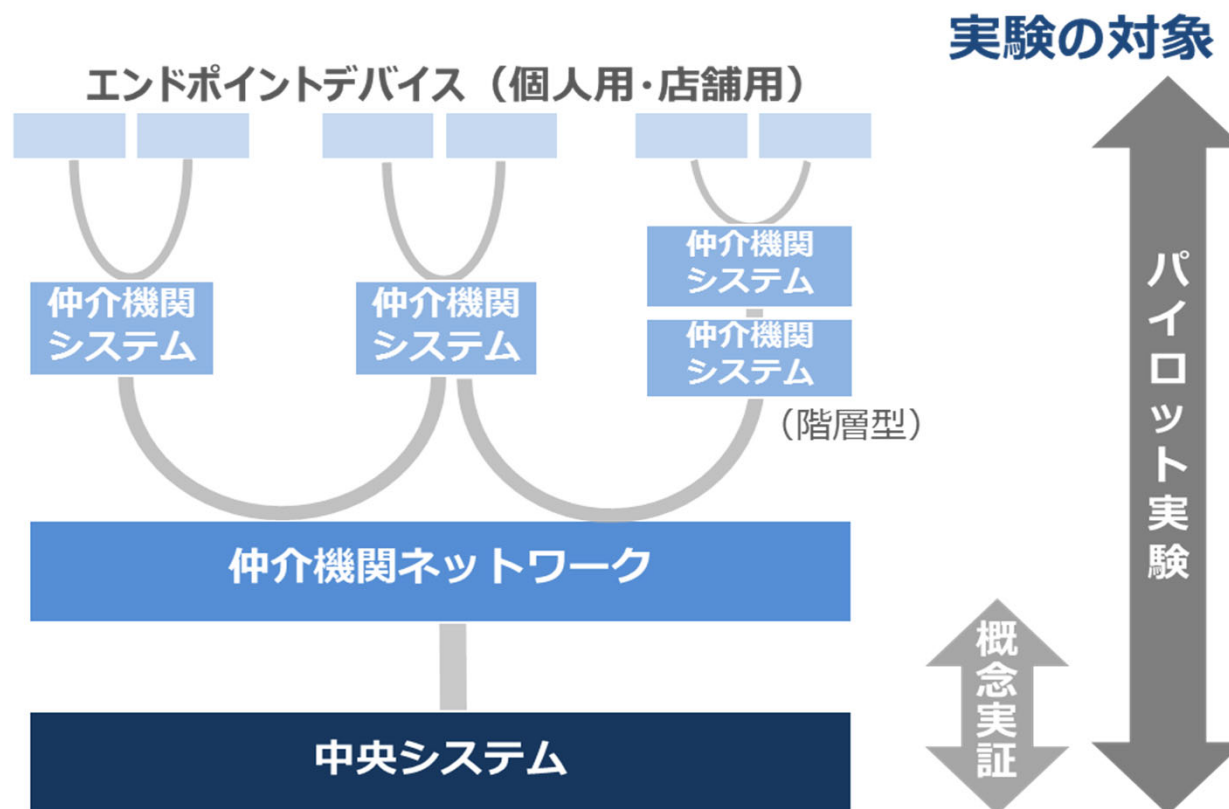 実験の対象
エンドポイントデバイス（個人用・店舗用）
仲介機関
システム
仲介機関
システム
仲介機関
システム
仲介機関
システム
（階層型）
仲介機関ネットワーク
中央システム
概念実証
パイロット実験